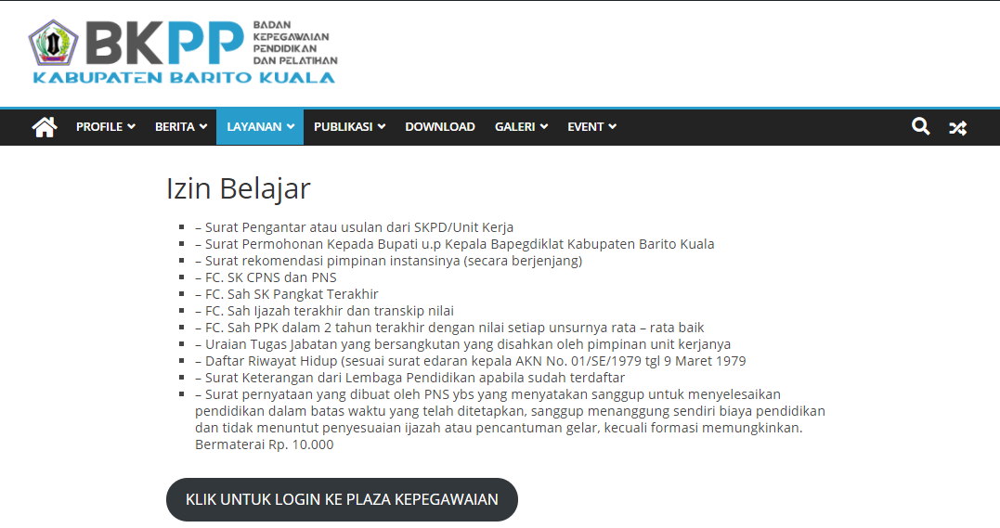 BKPP
BADAN
KEPEGAWAIAN
PENDIDIKAN
DAN PELATIHAN
KABUPATEN BARITO KUALA
PROFILE BERITA LAYANAN PUBLIKASI DOWNLOAD GALERI EVENT
Izin Belajar
– Surat Pengantar atau usulan dari SKPD/Unit Kerja
– Surat Permohonan Kepada Bupati u.p Kepala Bapegdiklat Kabupaten Barito Kuala
– Surat rekomendasi pimpinan instansinya (secara berjenjang)
– FC. SK CPNS dan PNS
– FC. Sah SK Pangkat Terakhir
– FC. Sah Ijazah terakhir dan transkip nilai
– FC. Sah PPK dalam 2 tahun terakhir dengan nilai setiap unsurnya rata – rata baik
– Uraian Tugas Jabatan yang bersangkutan yang disahkan oleh pimpinan unit kerjanya
– Daftar Riwayat Hidup (sesuai surat edaran kepala AKN No. 01/SE/1979 tgl 9 Maret 1979
– Surat Keterangan dari Lembaga Pendidikan apabila sudah terdaftar
– Surat pernyataan yang dibuat oleh PNS ybs yang menyatakan sanggup untuk menyelesaikan
pendidikan dalam batas waktu yang telah ditetapkan, sanggup menanggung sendiri biaya pendidikan
dan tidak menuntut penyesuaian ijazah atau pencantuman gelar, kecuali formasi memungkinkan.
Bermaterai Rp. 10.000
KLIK UNTUK LOGIN KE PLAZA KEPEGAWAIAN